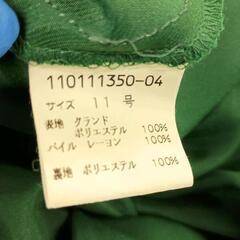 110111350-04
サイズ 11 号
表地 グランド
ポリエステル 100%
パイル レーヨン 100%
裏地 ポリエステル 100%